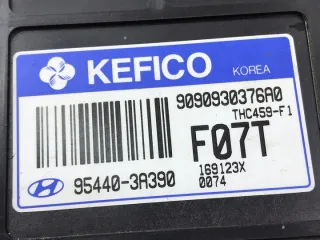 KEFICO KOREA
9090930376A0
THC459-F1
F07T
95440-3A390
169123X
0074